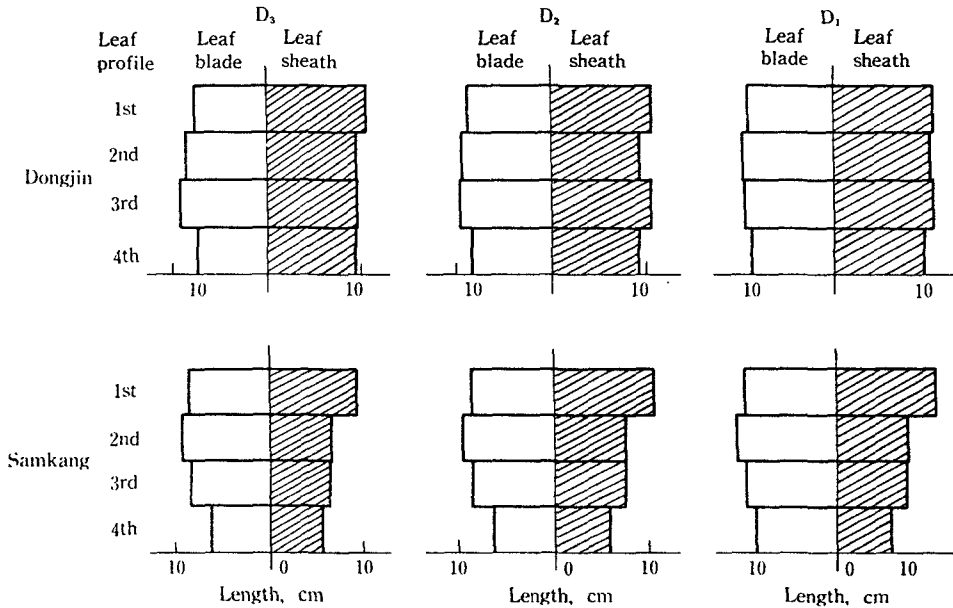 D₃ D₂ D₁
Leaf profile Leaf blade Leaf sheath Leaf blade Leaf sheath Leaf blade Leaf sheath
1st
2nd
Dongjin
3rd
4th
10 10 10 10 10 10
1st
2nd
Samkang
3rd
4th
10 0 10 10 0 10 10 0 10
Length, cm Length, cm Length, cm